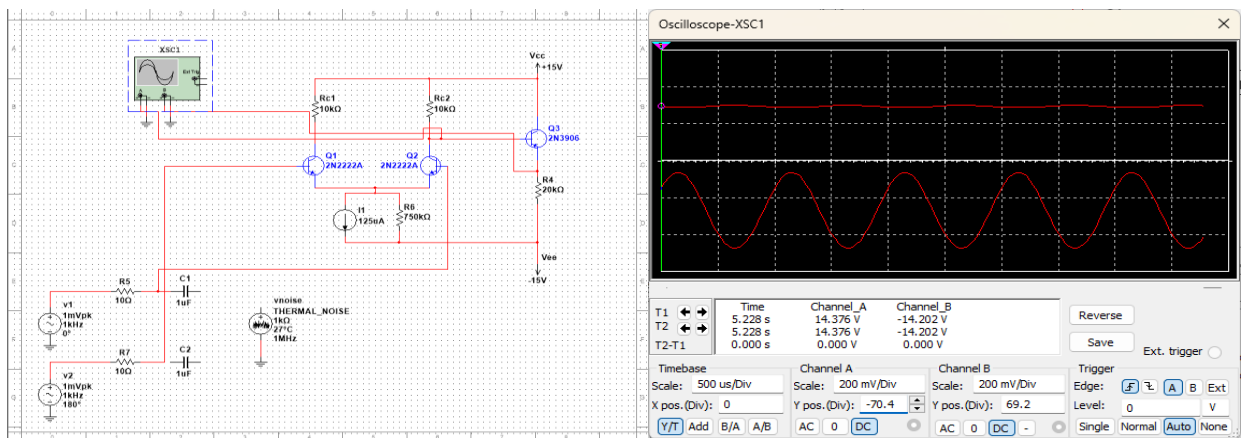 XSC1
Ext Trig
A
B
Vcc
+15V
Rc1
10kΩ
Rc2
10kΩ
Q3
2N3906
Q1
2N2222A
Q2
2N2222A
R4
20kΩ
I1
125uA
R6
750kΩ
Vee
-15V
R5
10Ω
C1
1uF
v1
1mVpk
1kHz
0°
vnoise
THERMAL_NOISE
1kΩ
27°C
1MHz
R7
10Ω
C2
1uF
v2
1mVpk
1kHz
180°
Oscilloscope-XSC1
Time Channel_A Channel_B
T1 5.228 s 14.376 V -14.202 V
T2 5.228 s 14.376 V -14.202 V
T2-T1 0.000 s 0.000 V 0.000 V
Reverse
Save
Ext. trigger
Timebase
Scale: 500 us/Div
X pos.(Div): 0
Y/T Add B/A A/B
Channel A
Scale: 200 mV/Div
Y pos.(Div): -70.4
AC 0 DC
Channel B
Scale: 200 mV/Div
Y pos.(Div): 69.2
AC 0 DC -
Trigger
Edge: A B Ext
Level: 0 V
Single Normal Auto None